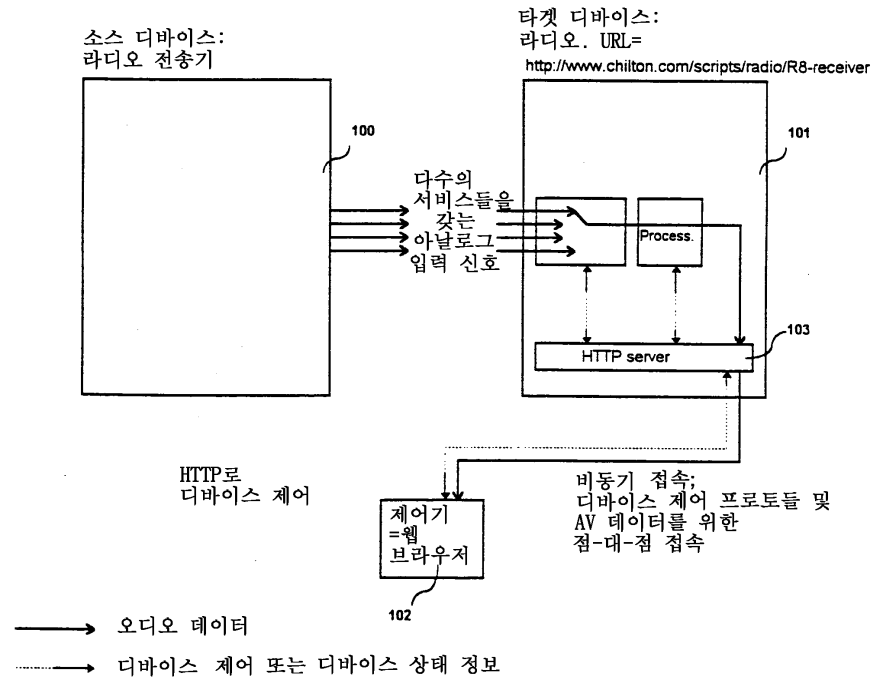 소스 디바이스:
라디오 전송기
타겟 디바이스:
라디오. URL=
http://www.chilton.com/scripts/radio/R8-receiver
100
101
다수의
서비스들을
갖는
아날로그
입력 신호
Process.
103
HTTP server
HTTP로
디바이스 제어
비동기 접속;
디바이스 제어 프로토들 및
AV 데이터를 위한
점-대-점 접속
제어기
=웹
브라우저
102
오디오 데이터
디바이스 제어 또는 디바이스 상태 정보